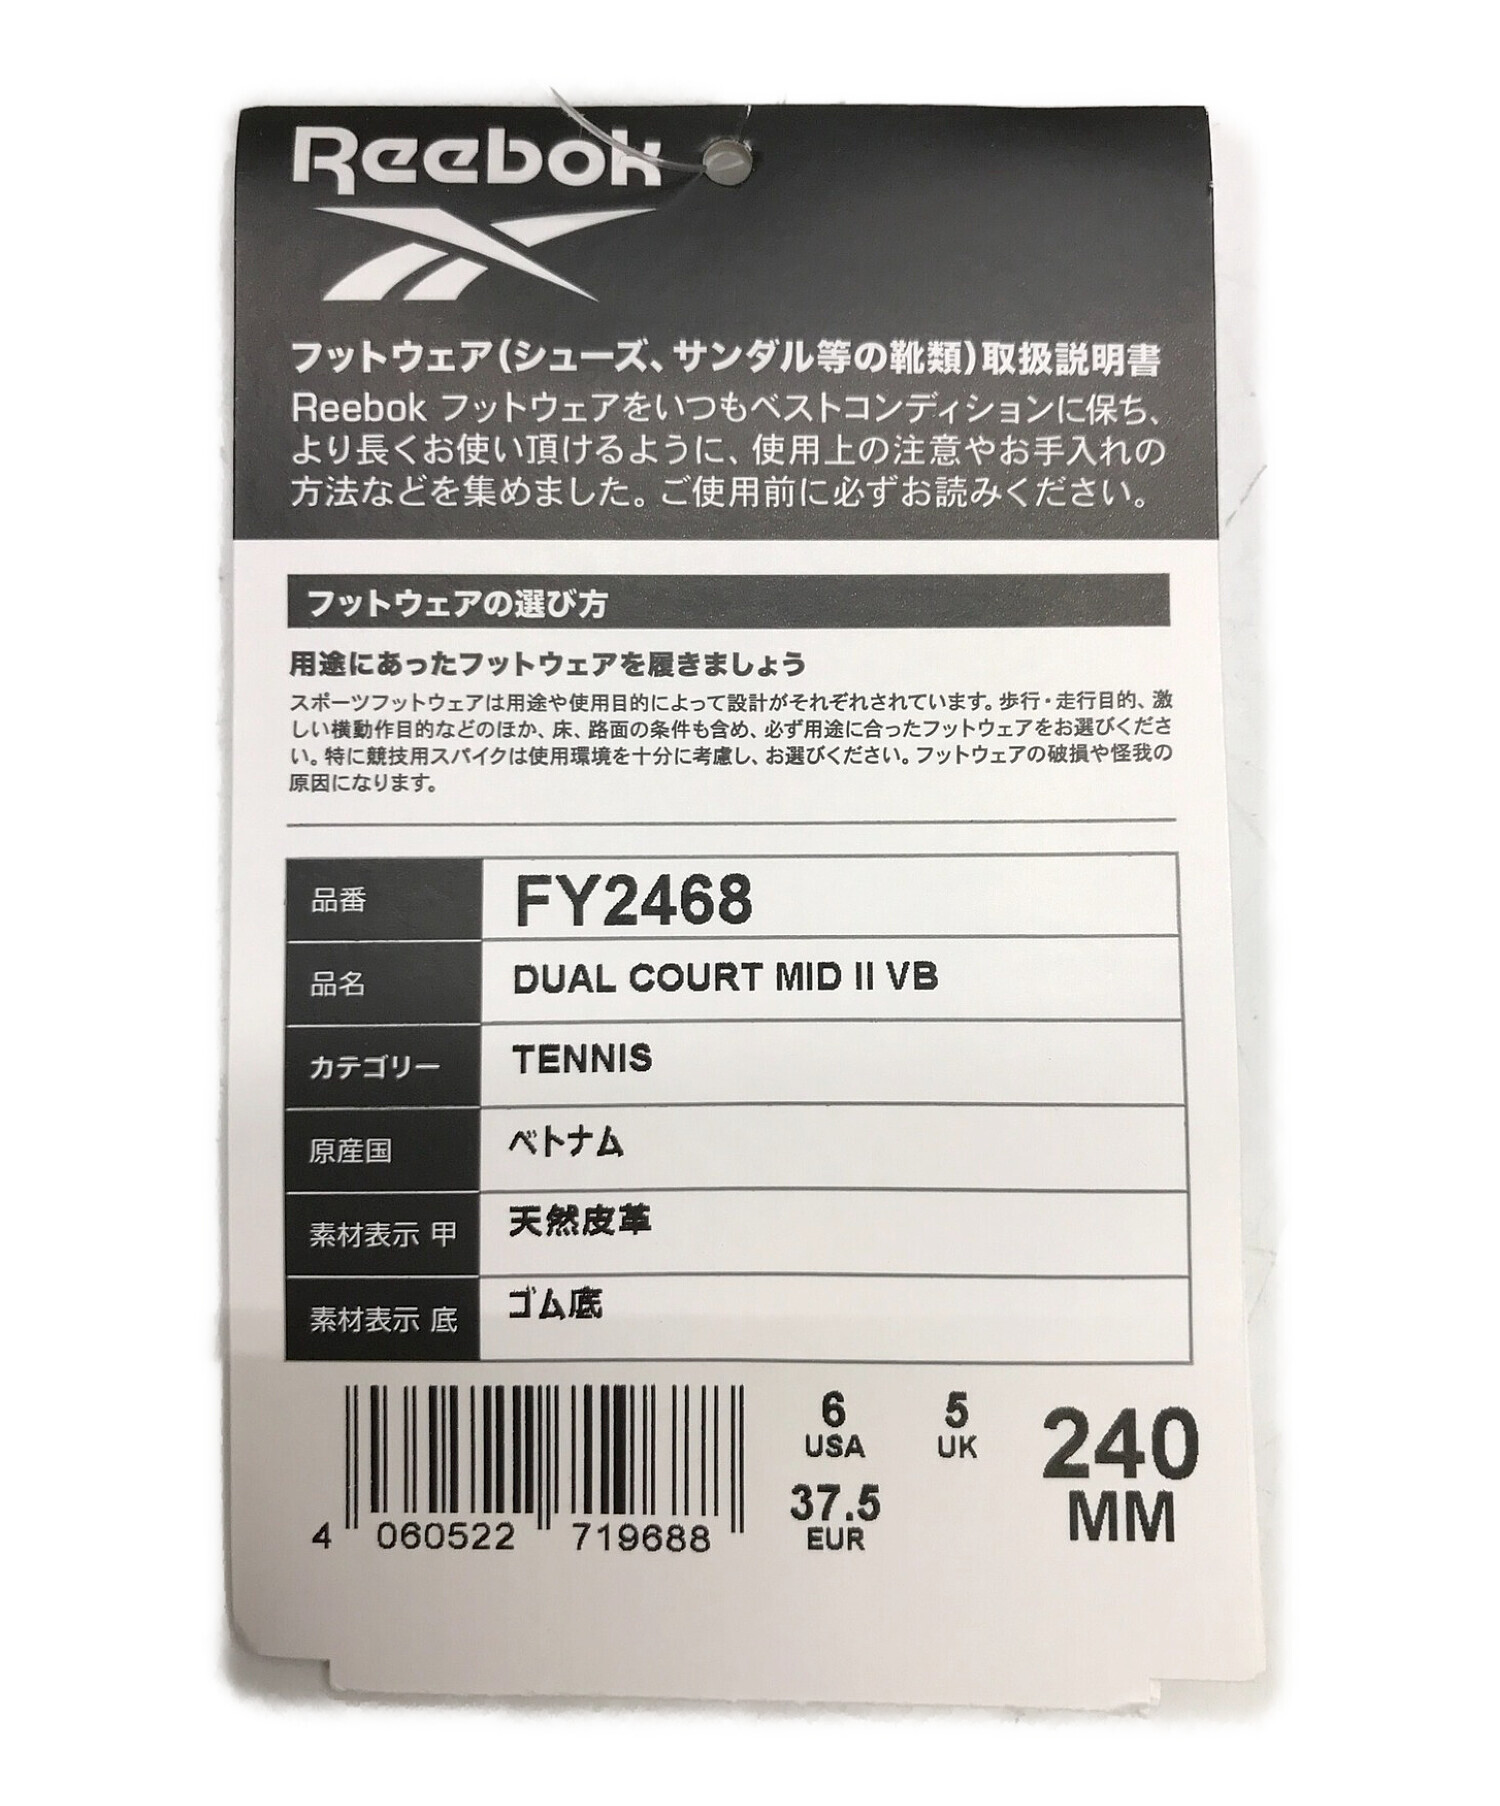 Reebok
フットウェア(シューズ、サンダル等の靴類)取扱説明書
Reebok フットウェアをいつもベストコンディションに保ち、
より長くお使い頂けるように、使用上の注意やお手入れの
方法などを集めました。ご使用前に必ずお読みください。
フットウェアの選び方
用途にあったフットウェアを履きましょう
スポーツフットウェアは用途や使用目的によって設計がそれぞれされています。歩行・走行目的、激
しい横動作目的などのほか、床、路面の条件も含め、必ず用途に合ったフットウェアをお選びくださ
い。特に競技用スパイクは使用環境を十分に考慮し、お選びください。フットウェアの破損や怪我の
原因になります。
品番 FY2468
品名 DUAL COURT MID II VB
カテゴリー TENNIS
原産国 ベトナム
素材表示 甲 天然皮革
素材表示 底 ゴム底
6 USA
5 UK
37.5 EUR
240 MM
4 060522 719688